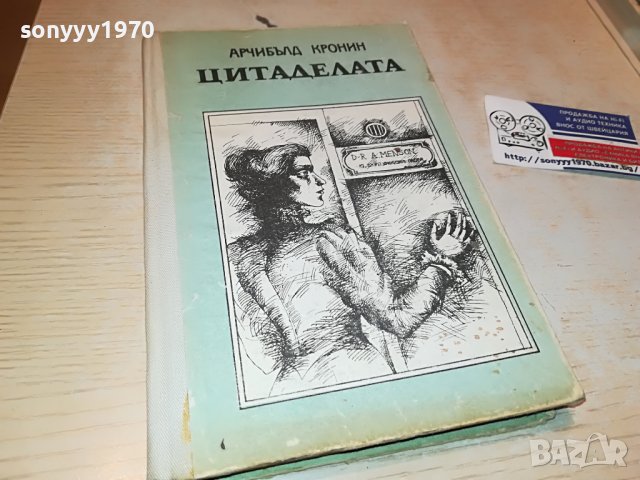 sonyyy1970
АРЧИБЪЛД КРОНИН
ЦИТАДЕЛАТА
D-R A. MENSON
ПРОДАЖБА НА Hi-Fi
И АУДИО ТЕХНИКА
ВНОС ОТ ШВЕЙЦАРИЯ
http://sonyyy1970.bazar.bg/
sonyyy1970
BAZAR